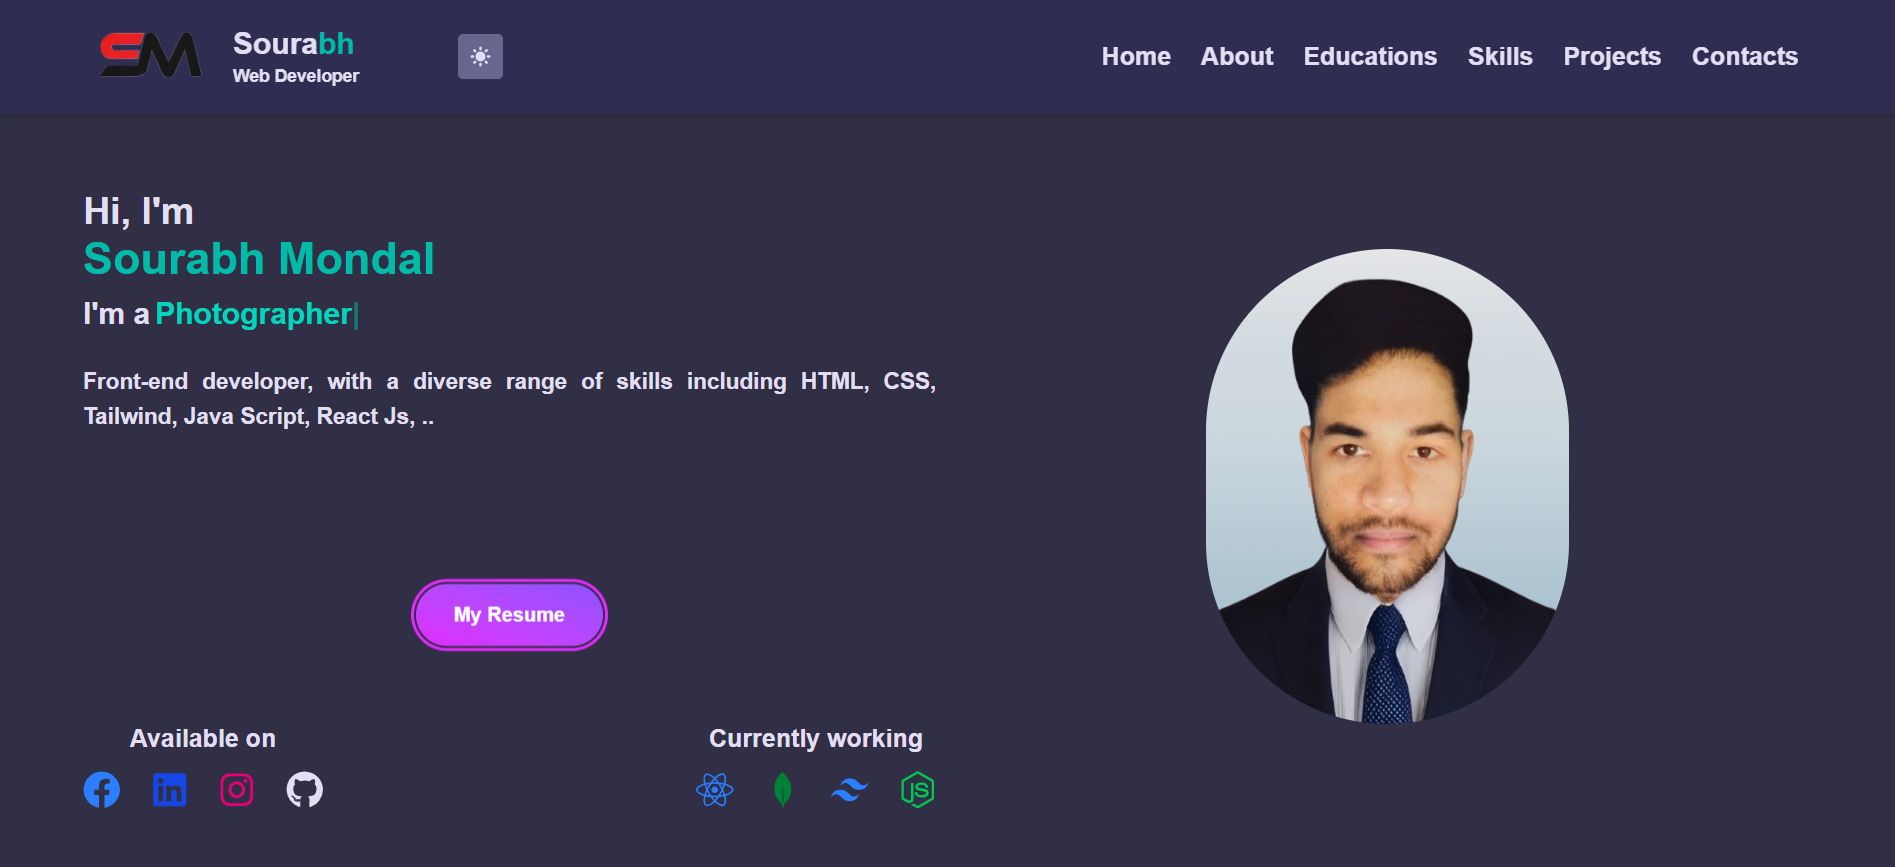 SM
Sourabh
Web Developer
Home About Educations Skills Projects Contacts
Hi, I'm
Sourabh Mondal
I'm a Photographer|
Front-end developer, with a diverse range of skills including HTML, CSS,
Tailwind, Java Script, React Js, ..
My Resume
Available on
Currently working
in
JS